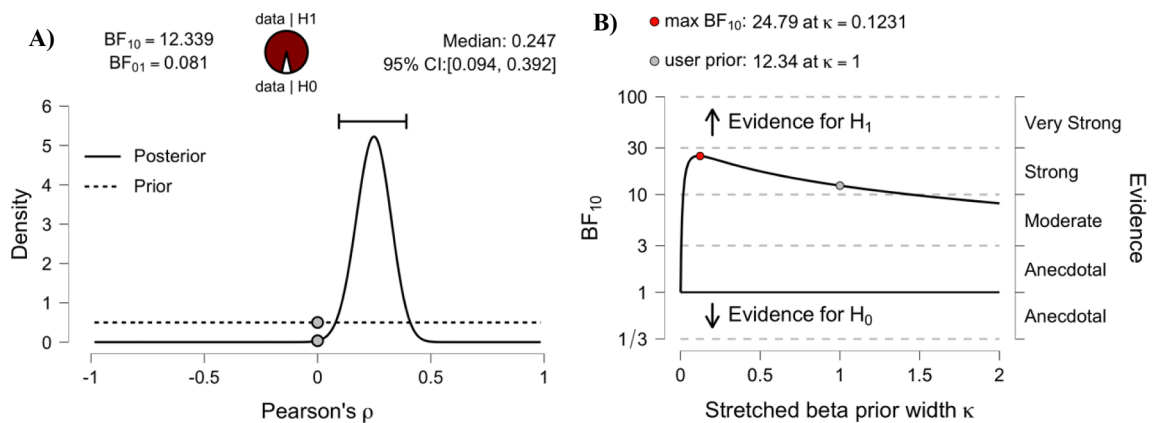 A)
BF10 = 12.339
BF01 = 0.081
data | H1
data | H0
Median: 0.247
95% CI:[0.094, 0.392]
Posterior
Prior
Density
6
5
4
3
2
1
0
-1
-0.5
0
0.5
1
Pearson's ρ
B)
max BF10: 24.79 at κ = 0.1231
user prior: 12.34 at κ = 1
BF10
100
30
10
3
1
1/3
Evidence for H1
Evidence for H0
Very Strong
Strong
Moderate
Anecdotal
Anecdotal
Evidence
0
0.5
1
1.5
2
Stretched beta prior width κ